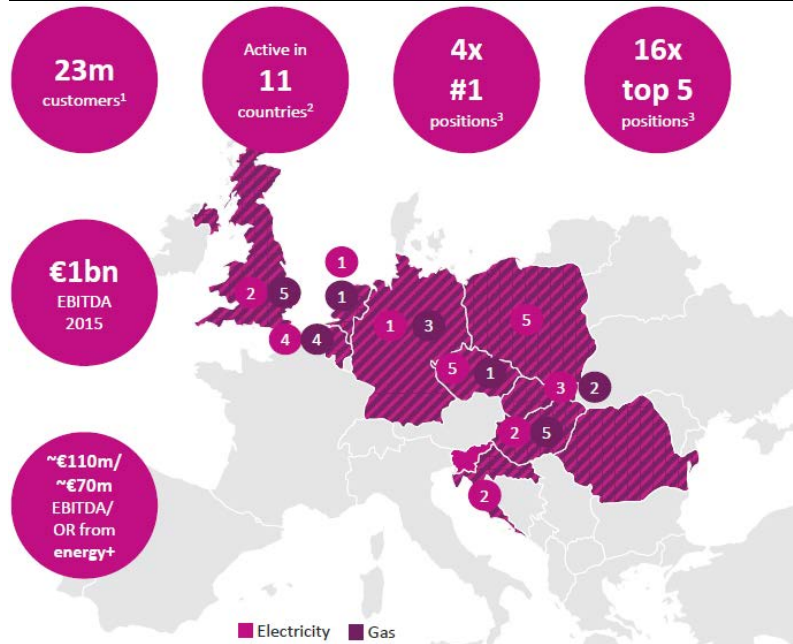 23m
customers¹
Active in
11
countries²
4x
#1
positions³
16x
top 5
positions³
€1bn
EBITDA
2015
1
2
5
1
1
3
5
4
4
5
1
3
2
2
5
2
~€110m/
~€70m
EBITDA/
OR from
energy+
Electricity
Gas